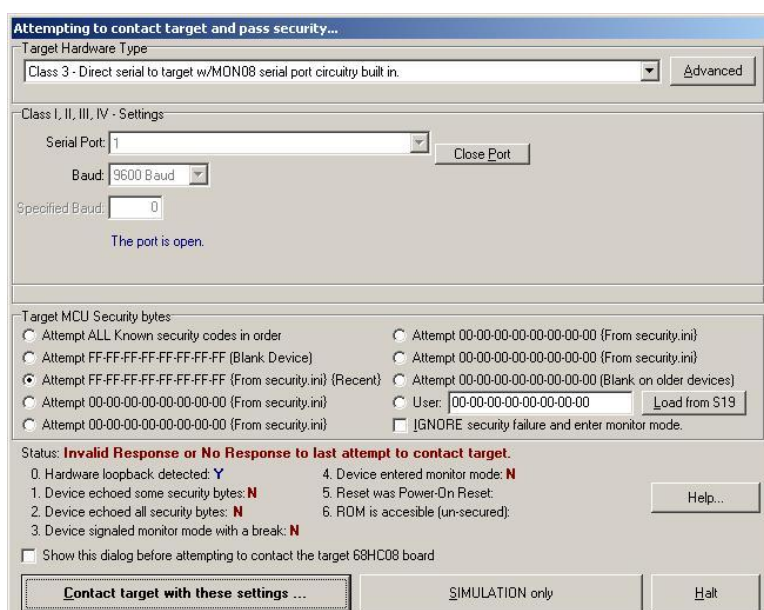 Attempting to contact target and pass security...
Target Hardware Type
Class 3 - Direct serial to target w/MON08 serial port circuitry built in.
Advanced
Class I, II, III, IV - Settings
Serial Port: 1
Close Port
Baud: 9600 Baud
Specified Baud: 0
The port is open.
Target MCU Security bytes
Attempt ALL Known security codes in order
Attempt 00-00-00-00-00-00-00-00 {From security.ini}
Attempt FF-FF-FF-FF-FF-FF-FF-FF (Blank Device)
Attempt 00-00-00-00-00-00-00-00 {From security.ini}
Attempt FF-FF-FF-FF-FF-FF-FF-FF {From security.ini} {Recent}
Attempt 00-00-00-00-00-00-00-00 (Blank on older devices)
Attempt 00-00-00-00-00-00-00-00 {From security.ini}
User: 00-00-00-00-00-00-00-00
Load from S19
Attempt 00-00-00-00-00-00-00-00 {From security.ini}
IGNORE security failure and enter monitor mode.
Status: Invalid Response or No Response to last attempt to contact target.
0. Hardware loopback detected: Y
4. Device entered monitor mode: N
1. Device echoed some security bytes: N
5. Reset was Power-On Reset:
2. Device echoed all security bytes: N
6. ROM is accesible (un-secured):
Help...
3. Device signaled monitor mode with a break: N
Show this dialog before attempting to contact the target 68HC08 board
Contact target with these settings ...
SIMULATION only
Halt